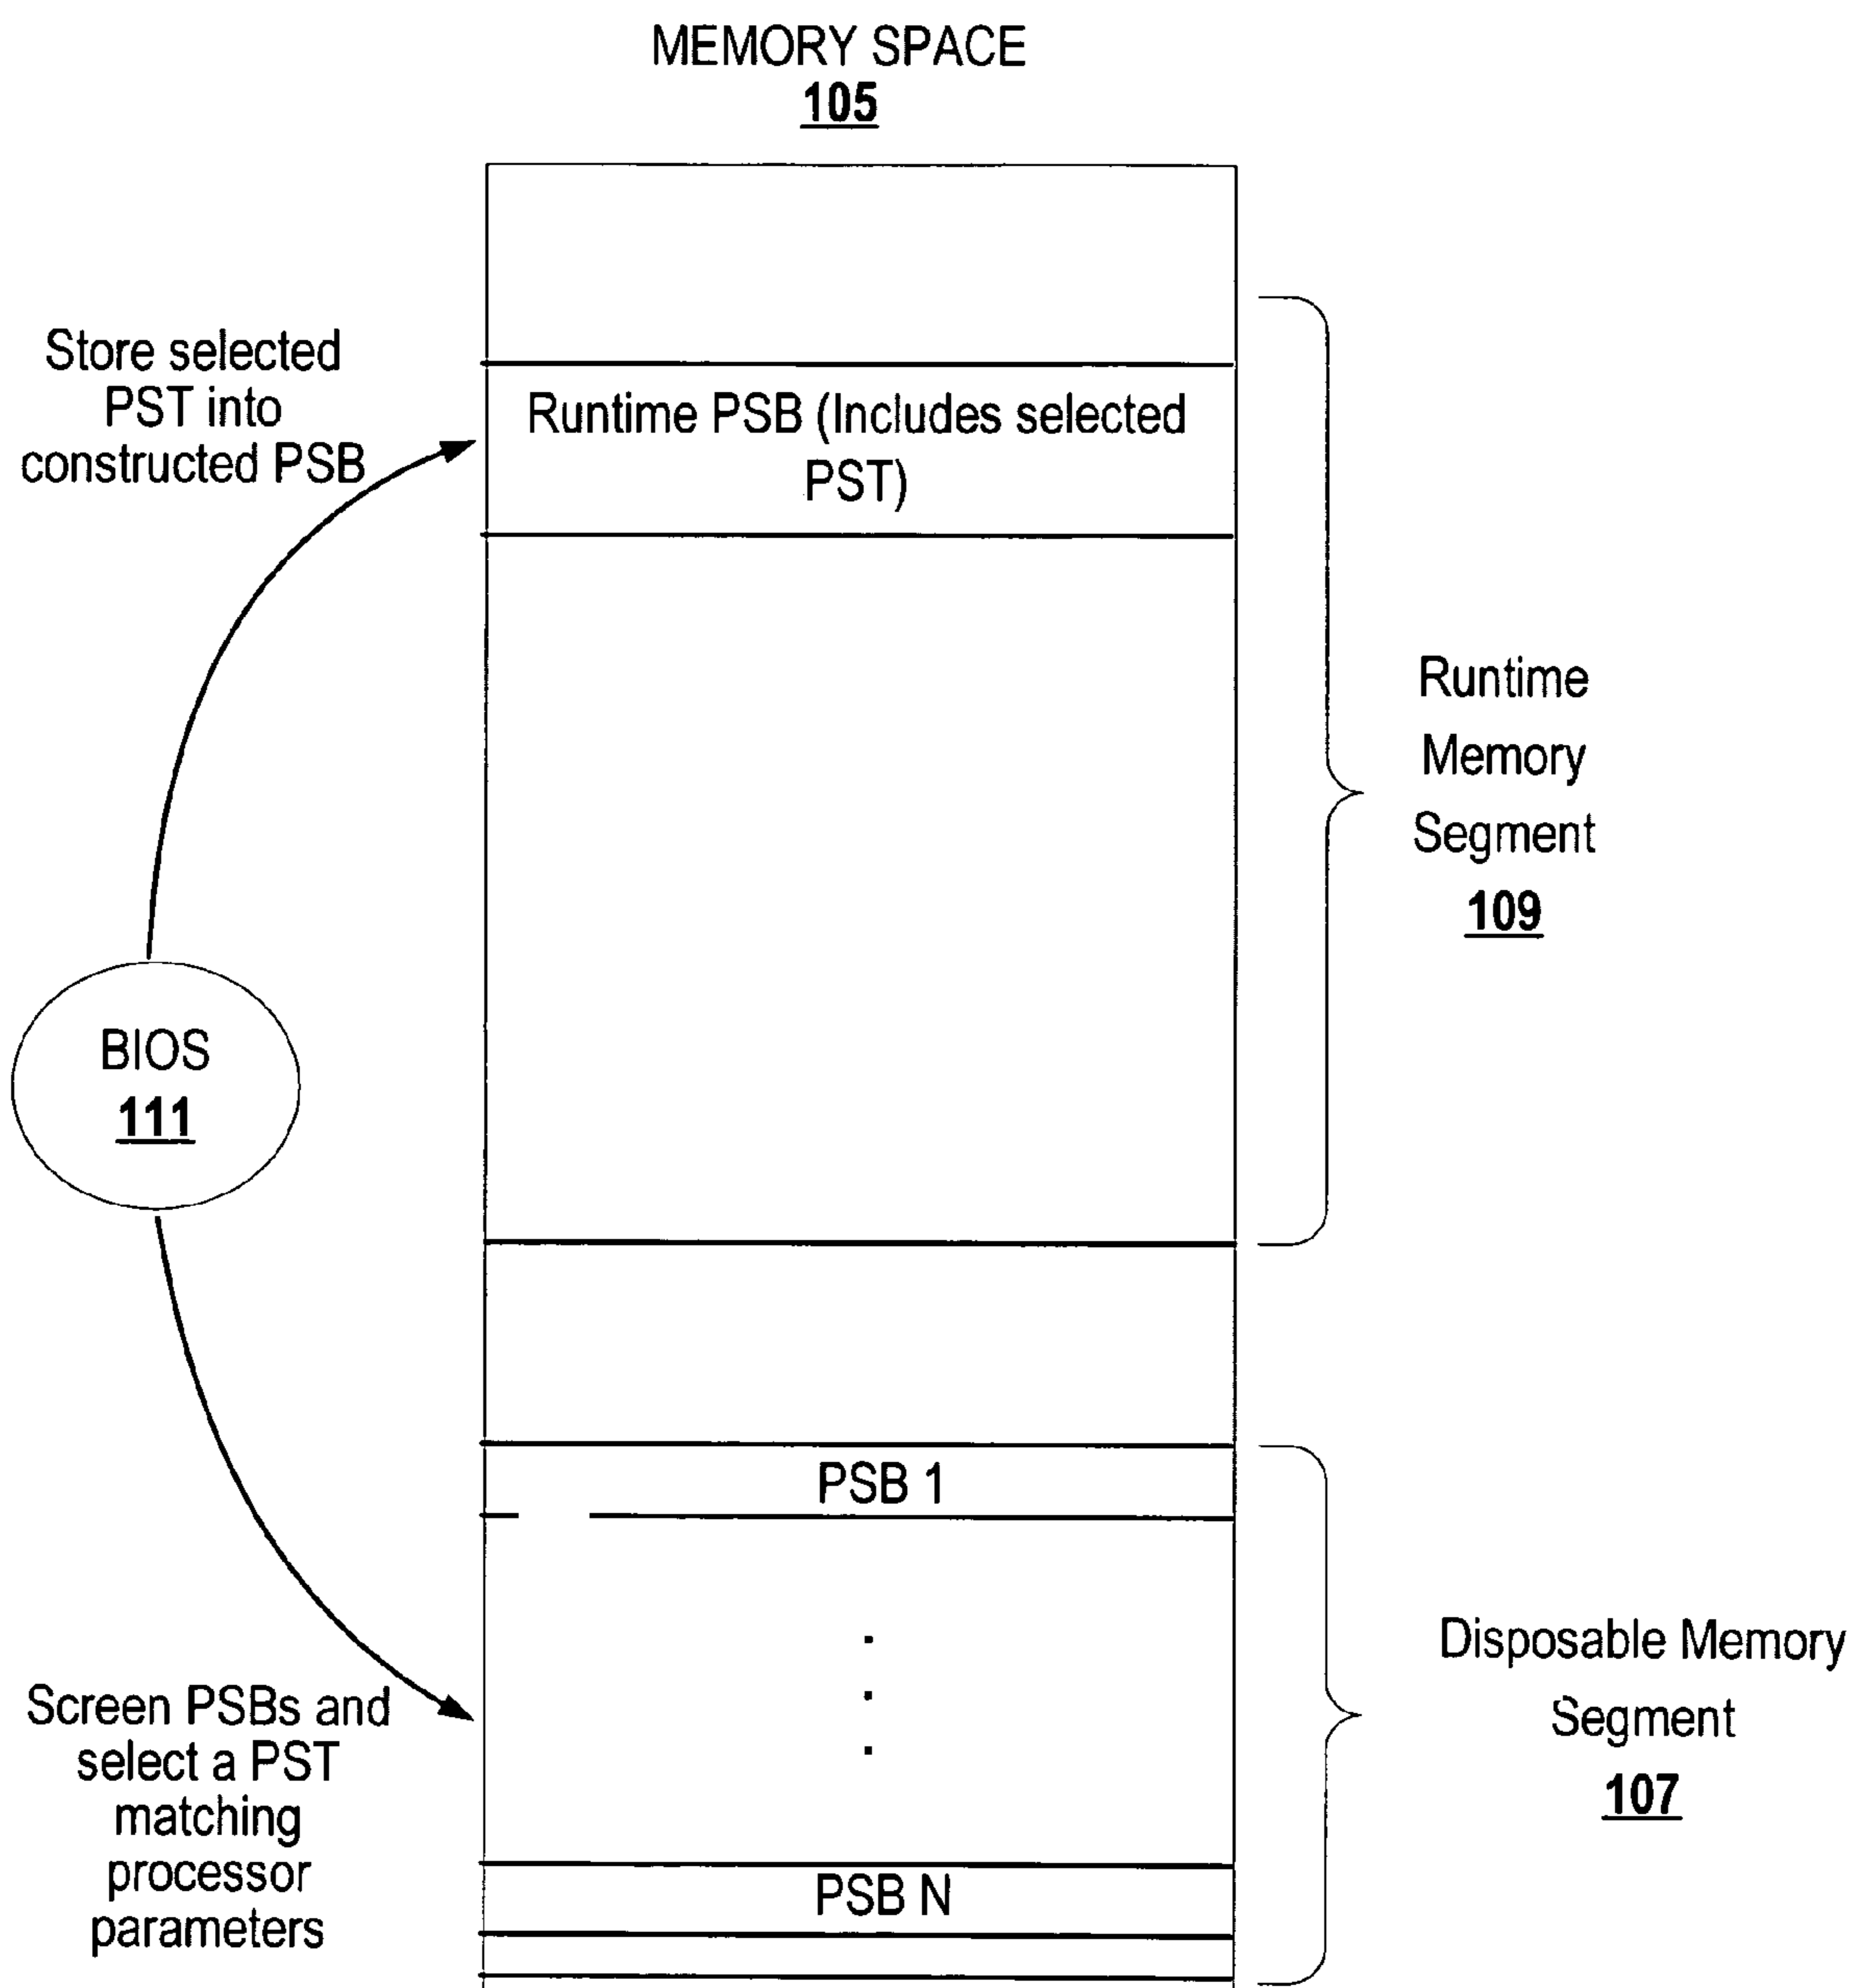 MEMORY SPACE
105
Store selected
PST into
constructed PSB
Runtime PSB (Includes selected
PST)
Runtime
Memory
Segment
109
BIOS
111
PSB 1
.
.
.
Disposable Memory
Segment
107
Screen PSBs and
select a PST
matching
processor
parameters
PSB N